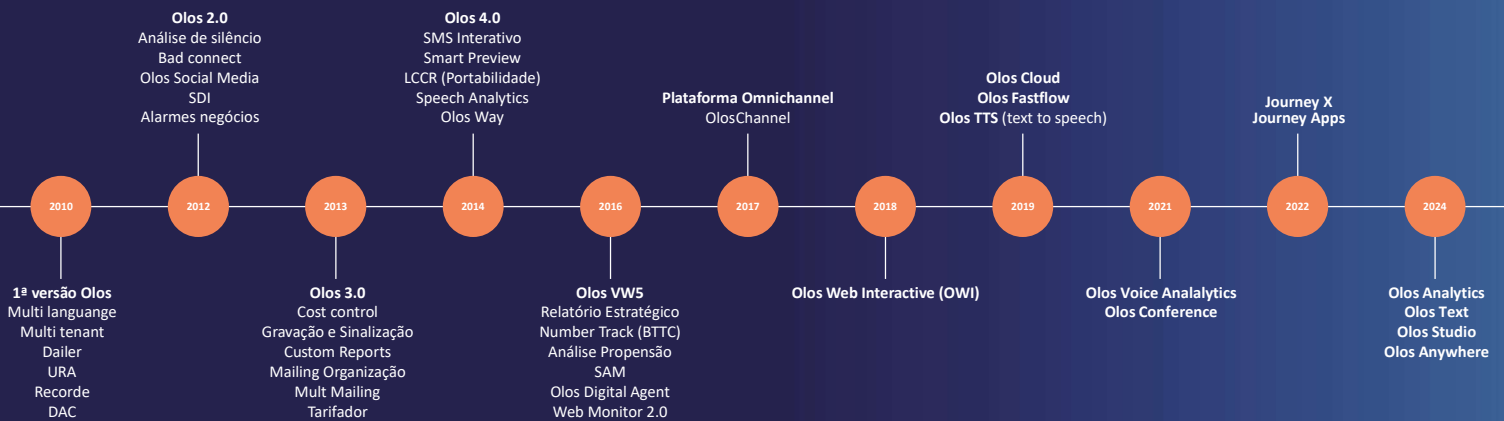 Olos 2.0
Análise de silêncio
Bad connect
Olos Social Media
SDI
Alarmes negócios
Olos 4.0
SMS Interativo
Smart Preview
LCCR (Portabilidade)
Speech Analytics
Olos Way
Plataforma Omnichannel
OlosChannel
Olos Cloud
Olos Fastflow
Olos TTS (text to speech)
Journey X
Journey Apps
2010
2012
2013
2014
2016
2017
2018
2019
2021
2022
2024
1ª versão Olos
Multi languange
Multi tenant
Dailer
URA
Recorde
DAC
Olos 3.0
Cost control
Gravação e Sinalização
Custom Reports
Mailing Organização
Mult Mailing
Tarifador
Olos VW5
Relatório Estratégico
Number Track (BTTC)
Análise Propensão
SAM
Olos Digital Agent
Web Monitor 2.0
Olos Web Interactive (OWI)
Olos Voice Analalytics
Olos Conference
Olos Analytics
Olos Text
Olos Studio
Olos Anywhere